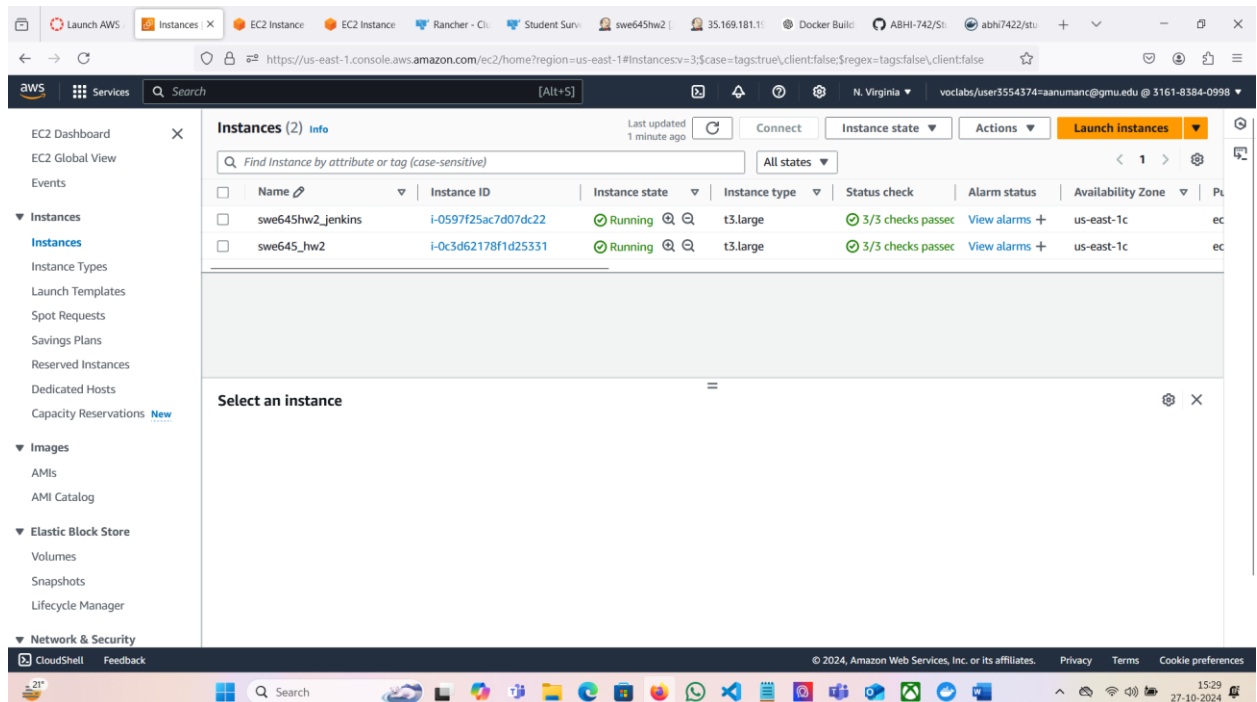 Launch AWS
Instances |
EC2 Instance
EC2 Instance
Rancher - Cl
Student Surv
swe645hw2 [
35.169.181.1
Docker Build
ABHI-742/St
abhi7422/stu
https://us-east-1.console.aws.amazon.com/ec2/home?region=us-east-1#Instances:v=3;$case=tags:true\,client:false;$regex=tags:false\,client:false
aws
Services
Search
[Alt+S]
N. Virginia
voclabs/user3554374=aanumanc@gmu.edu @ 3161-8384-0998
EC2 Dashboard
EC2 Global View
Events
Instances
Instances
Instance Types
Launch Templates
Spot Requests
Savings Plans
Reserved Instances
Dedicated Hosts
Capacity Reservations New
Images
AMIs
AMI Catalog
Elastic Block Store
Volumes
Snapshots
Lifecycle Manager
Network & Security
Instances (2) Info
Last updated
1 minute ago
Connect
Instance state
Actions
Launch instances
Find Instance by attribute or tag (case-sensitive)
All states
1
Name Instance ID Instance state Instance type Status check Alarm status Availability Zone Pu
swe645hw2_jenkins i-0597f25ac7d07dc22 Running t3.large 3/3 checks passec View alarms + us-east-1c ec
swe645_hw2 i-0c3d62178f1d25331 Running t3.large 3/3 checks passec View alarms + us-east-1c ec
Select an instance
CloudShell Feedback
© 2024, Amazon Web Services, Inc. or its affiliates. Privacy Terms Cookie preferences
21°
Search
15:29
27-10-2024